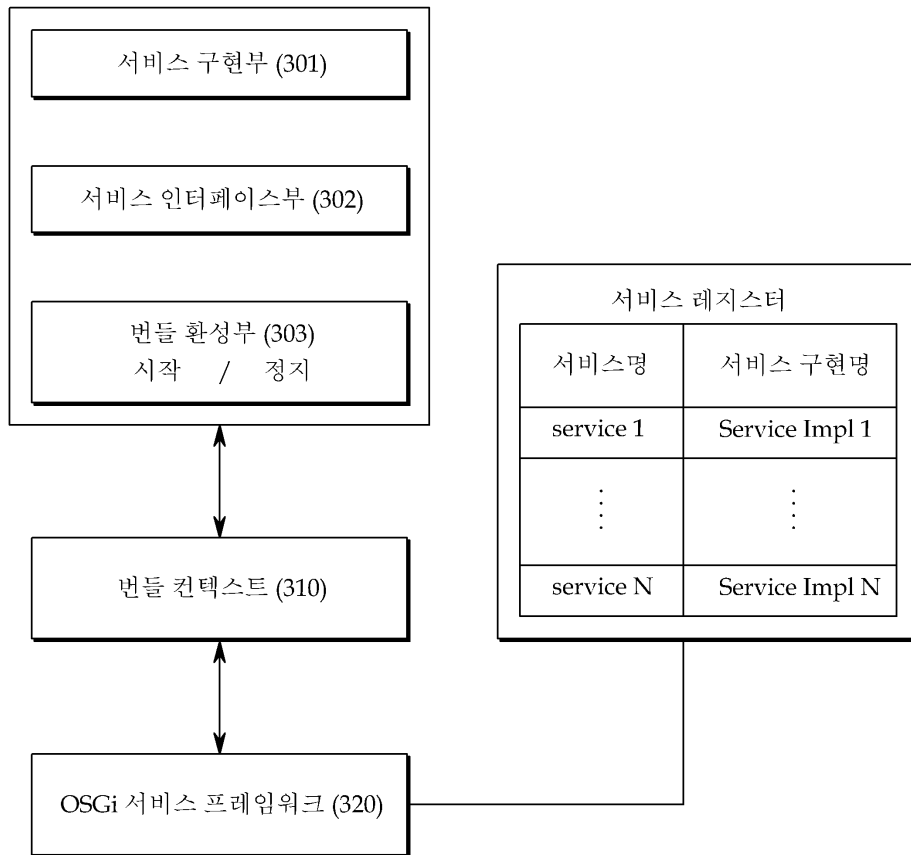 서비스 구현부 (301)
서비스 인터페이스부 (302)
번들 환성부 (303)
시작 / 정지
번들 컨텍스트 (310)
OSGi 서비스 프레임워크 (320)
서비스 레지스터
서비스명 서비스 구현명
service 1 Service Impl 1
service N Service Impl N